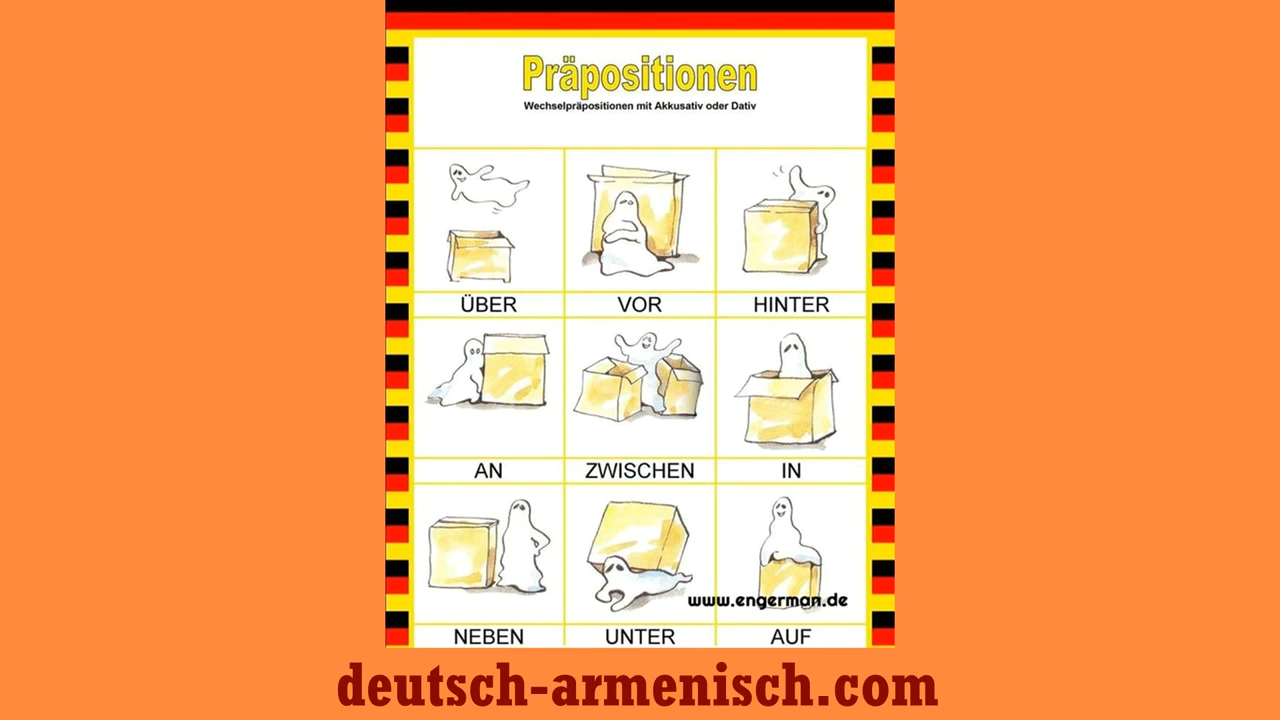 Präpositionen
Wechselpräpositionen mit Akkusativ oder Dativ
ÜBER
VOR
HINTER
AN
ZWISCHEN
IN
www.engerman.de
NEBEN
UNTER
AUF
deutsch-armenisch.com